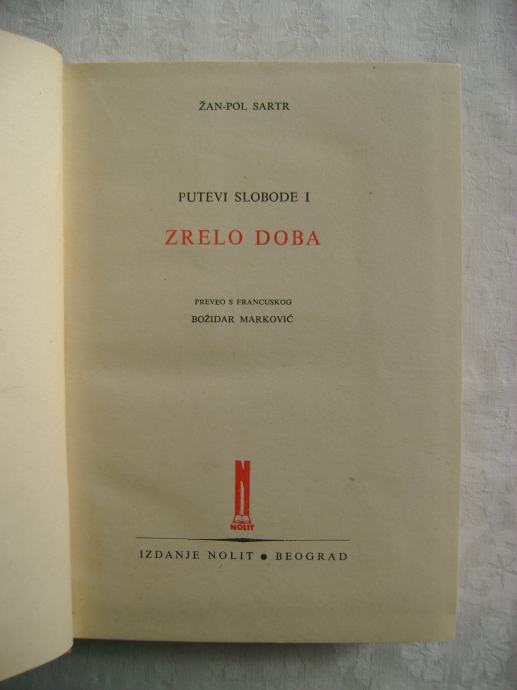 ŽAN-POL SARTR
PUTEVI SLOBODE I
ZRELO DOBA
PREVEO S FRANCUSKOG
BOŽIDAR MARKOVIĆ
N
NOLIT
IZDANJE NOLIT • BEOGRAD